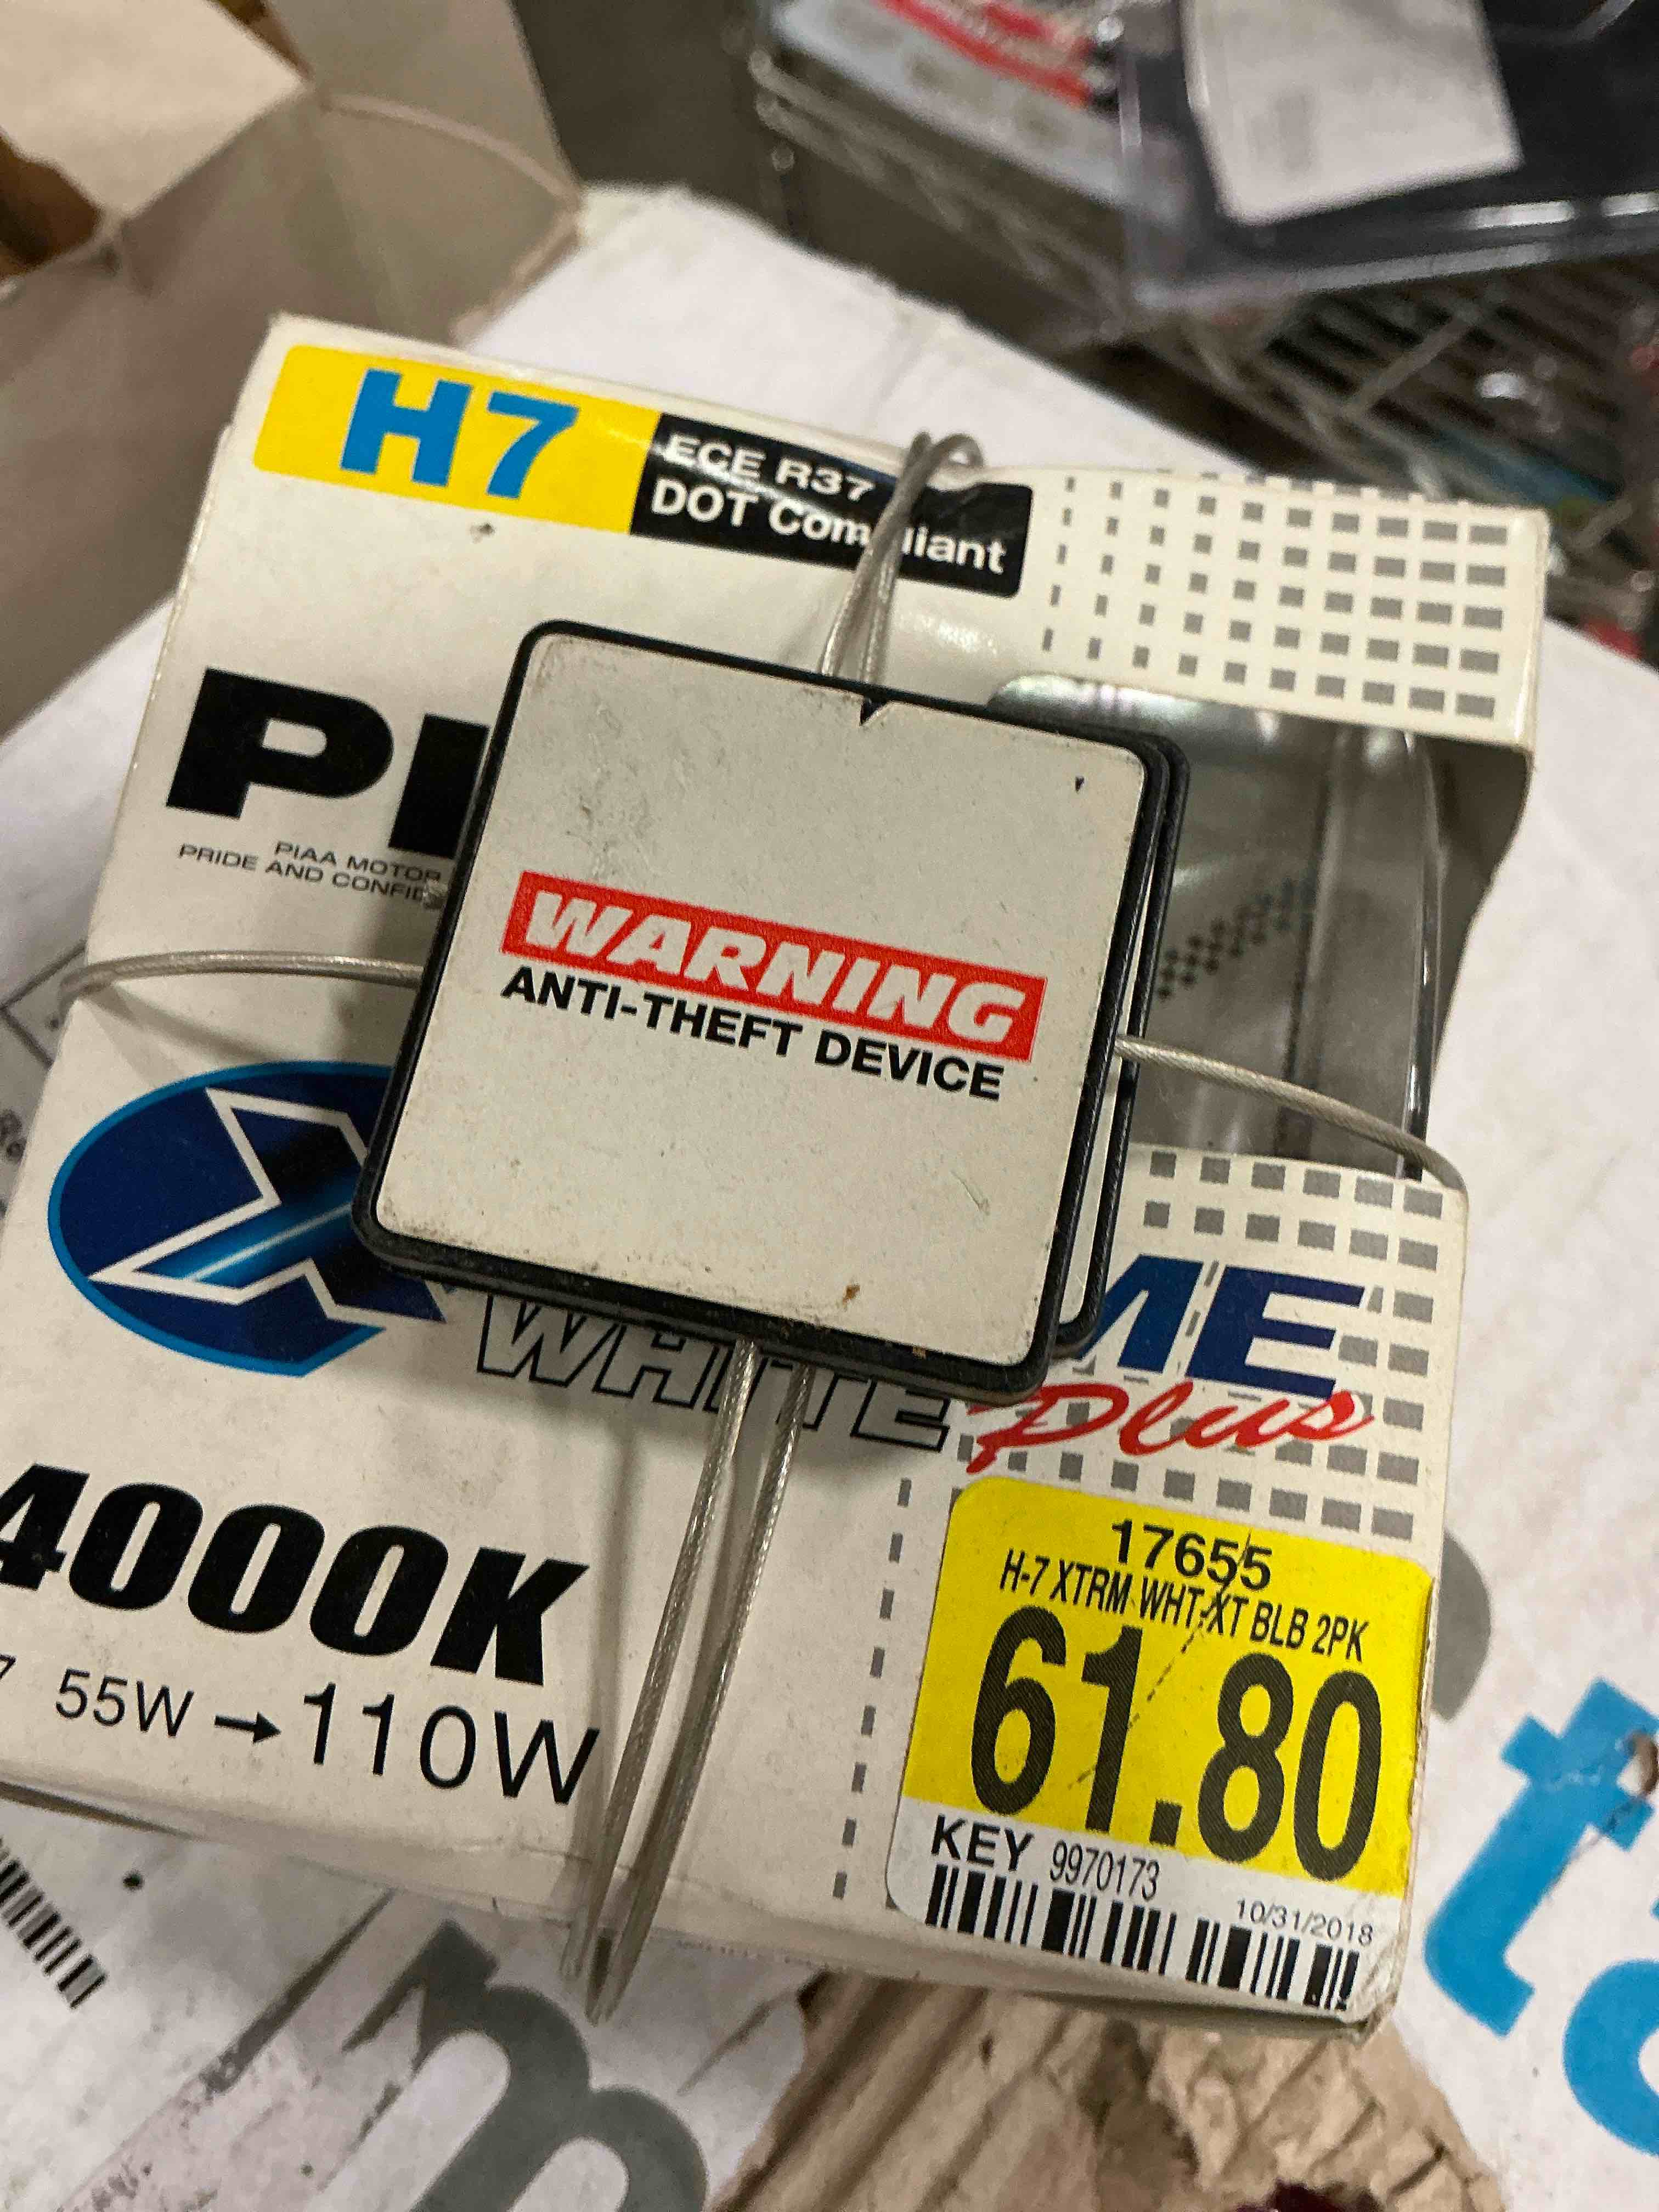 H7
ECE R37
DOT Compliant
PI
PIAA MOTOR
PRIDE AND CONFID
WARNING
ANTI-THEFT DEVICE
X
ME
WHITE
Plus
4000K
55W→110W
17655
H-7 XTRM WHT-XT BLB 2PK
61.80
KEY 9970173
10/31/2018
m
t